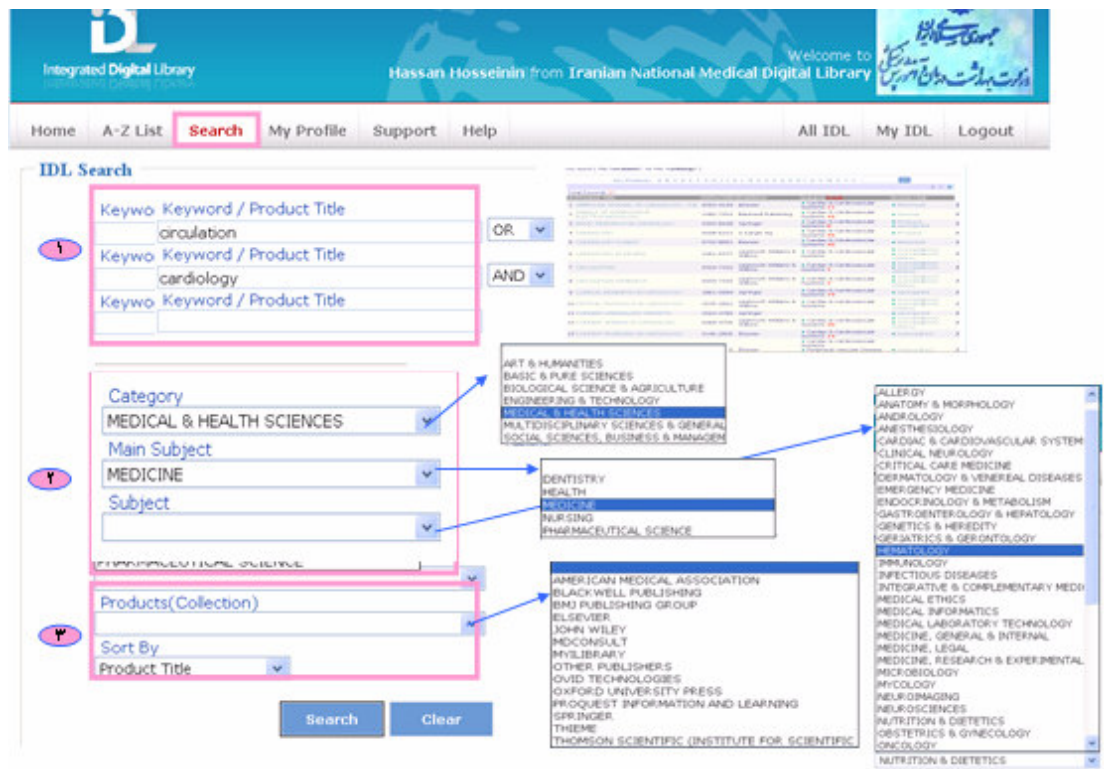 Integrated Digital Library
Welcome to
Hassan Hosseinin from Iranian National Medical Digital Library
Home A-Z List Search My Profile Support Help All IDL My IDL Logout
IDL Search
Keywo Keyword / Product Title
circulation OR
Keywo Keyword / Product Title
cardiology AND
Keywo Keyword / Product Title
۱
Category
MEDICAL & HEALTH SCIENCES
Main Subject
MEDICINE
Subject
۲
PHARMACEUTICAL SCIENCE
Products(Collection)
Sort By
Product Title
۳
Search Clear
ART & HUMANITIES
BASIC & PURE SCIENCES
BIOLOGICAL SCIENCE & AGRICULTURE
ENGINEERING & TECHNOLOGY
MEDICAL & HEALTH SCIENCES
MULTIDISCIPLINARY SCIENCES & GENERAL
SOCIAL SCIENCES, BUSINESS & MANAGEM
DENTISTRY
HEALTH
MEDICINE
NURSING
PHARMACEUTICAL SCIENCE
AMERICAN MEDICAL ASSOCIATION
BLACKWELL PUBLISHING
BMJ PUBLISHING GROUP
ELSEVIER
JOHN WILEY
MDCONSULT
MYILIBRARY
OTHER PUBLISHERS
OVID TECHNOLOGIES
OXFORD UNIVERSITY PRESS
PROQUEST INFORMATION AND LEARNING
SPRINGER
THIEME
THOMSON SCIENTIFIC (INSTITUTE FOR SCIENTIFIC
ALLERGY
ANATOMY & MORPHOLOGY
ANDROLOGY
ANESTHESIOLOGY
CARDIAC & CARDIOVASCULAR SYSTEM
CLINICAL NEUROLOGY
CRITICAL CARE MEDICINE
DERMATOLOGY & VENEREAL DISEASES
EMERGENCY MEDICINE
ENDOCRINOLOGY & METABOLISM
GASTROENTEROLOGY & HEPATOLOGY
GENETICS & HEREDITY
GERIATRICS & GERONTOLOGY
HEMATOLOGY
IMMUNOLOGY
INFECTIOUS DISEASES
INTEGRATIVE & COMPLEMENTARY MEDI
MEDICAL ETHICS
MEDICAL INFORMATICS
MEDICAL LABORATORY TECHNOLOGY
MEDICINE, GENERAL & INTERNAL
MEDICINE, LEGAL
MEDICINE, RESEARCH & EXPERIMENTAL
MICROBIOLOGY
MYCOLOGY
NEUROIMAGING
NEUROSCIENCES
NUTRITION & DIETETICS
OBSTETRICS & GYNECOLOGY
ONCOLOGY
NUTRITION & DIETETICS